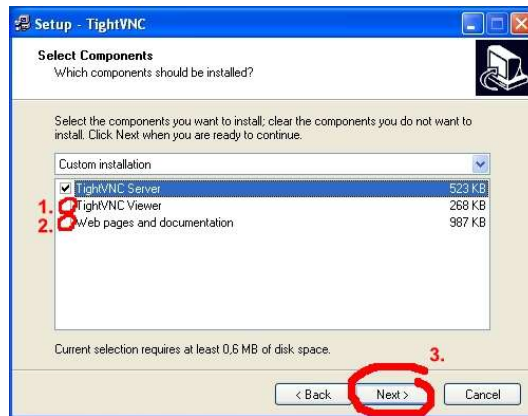 Setup - TightVNC
Select Components
Which components should be installed?
Select the components you want to install; clear the components you do not want to
install. Click Next when you are ready to continue.
Custom installation
TightVNC Server 523 KB
1. TightVNC Viewer 268 KB
2. Web pages and documentation 987 KB
Current selection requires at least 0,6 MB of disk space.
3.
< Back Next > Cancel